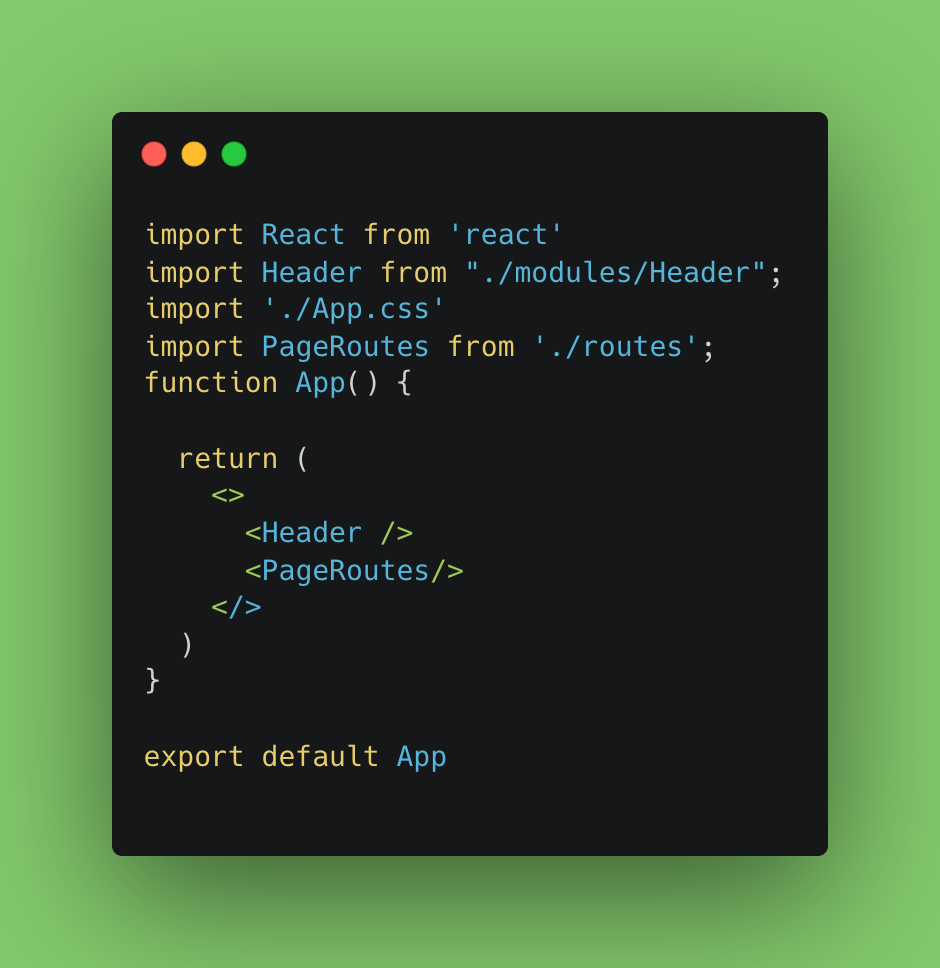 import React from 'react'
import Header from "./modules/Header";
import './App.css'
import PageRoutes from './routes';
function App() {
  return (
    <>
      <Header />
      <PageRoutes/>
    </>
  )
}
export default App